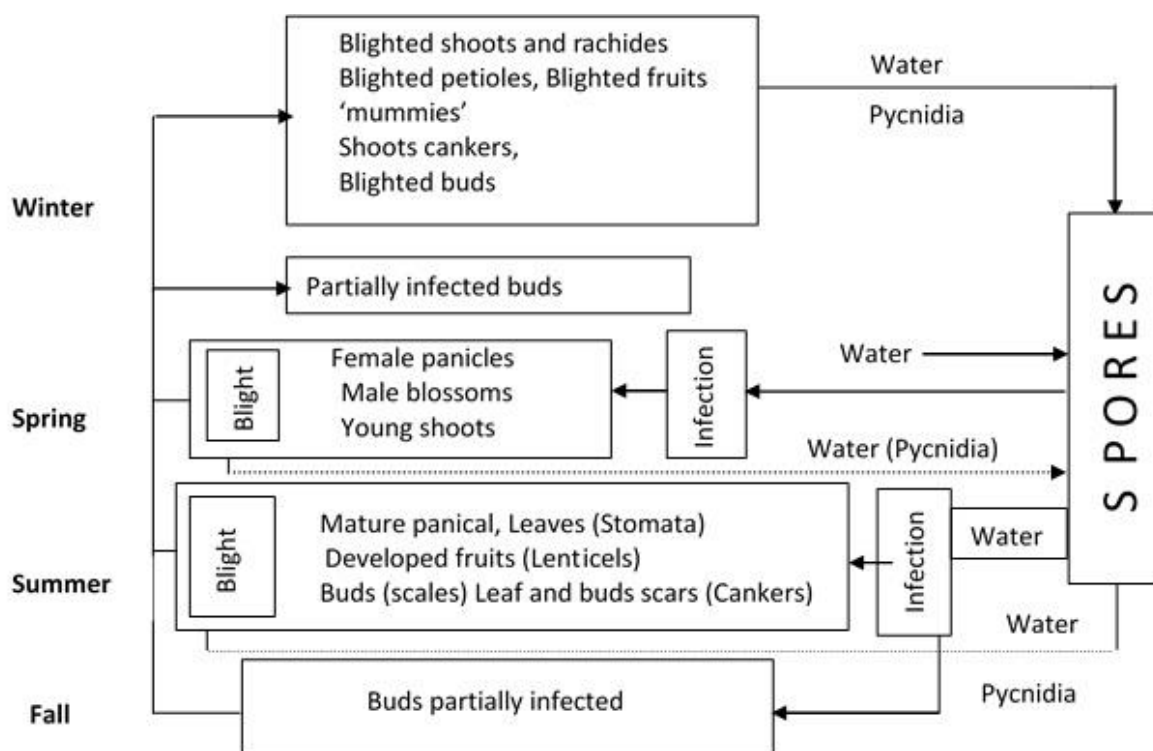 Blighted shoots and rachides
Blighted petioles, Blighted fruits
‘mummies’
Shoots cankers,
Blighted buds
Water
Pycnidia
Winter
Partially infected buds
SPORES
Spring
Blight
Female panicles
Male blossoms
Young shoots
Infection
Water
Water (Pycnidia)
Summer
Blight
Mature panical, Leaves (Stomata)
Developed fruits (Lenticels)
Buds (scales) Leaf and buds scars (Cankers)
Infection
Water
Water
Pycnidia
Fall
Buds partially infected